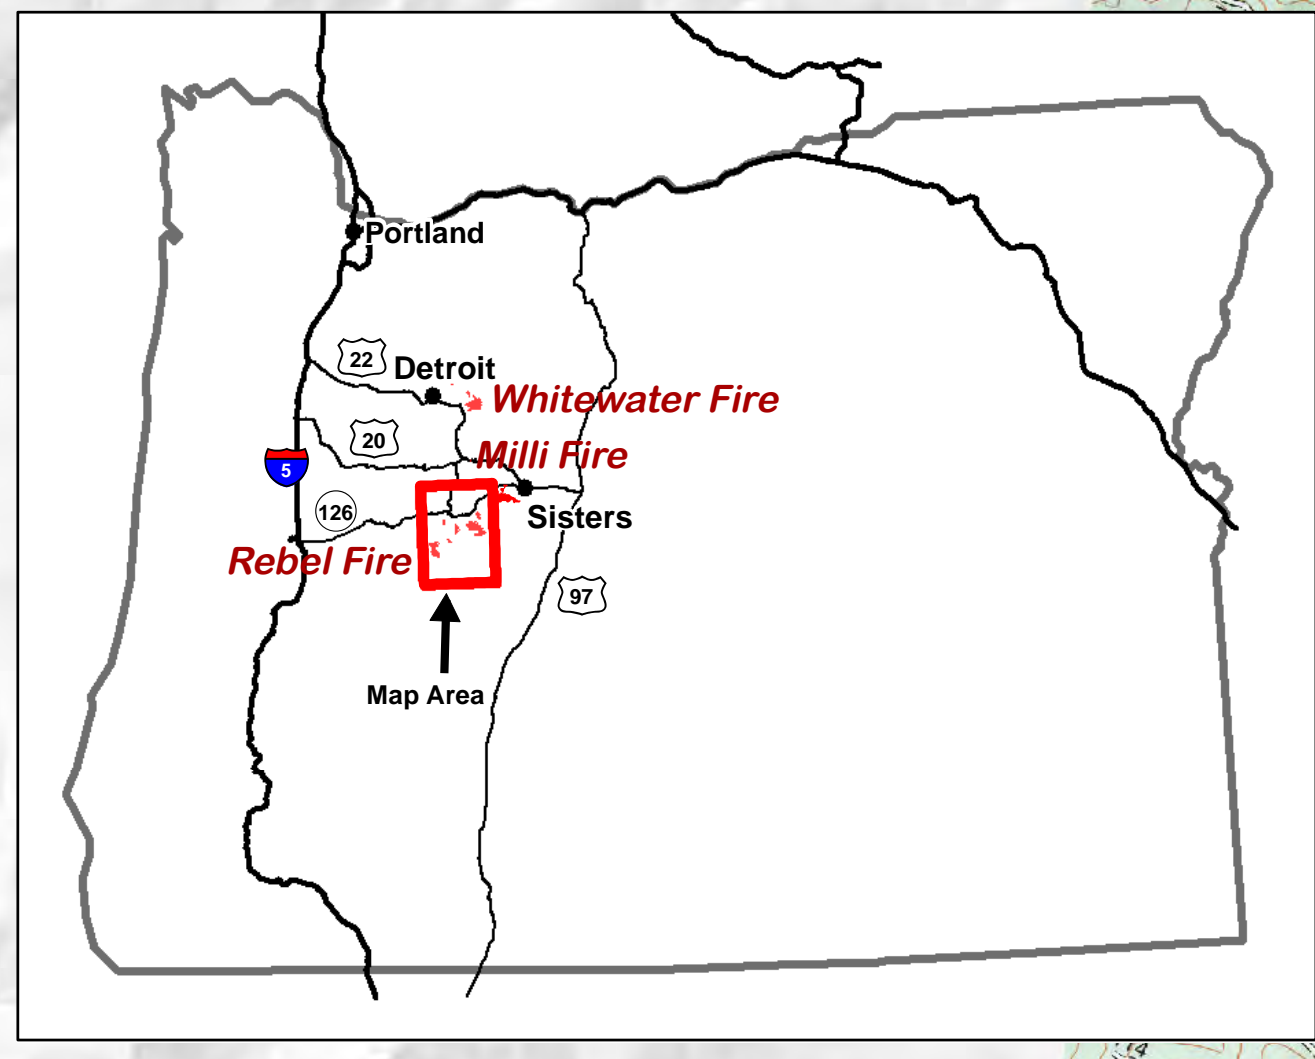 Portland
22
Detroit
Whitewater Fire
20
Milli Fire
5
126
Sisters
Rebel Fire
97
Map Area